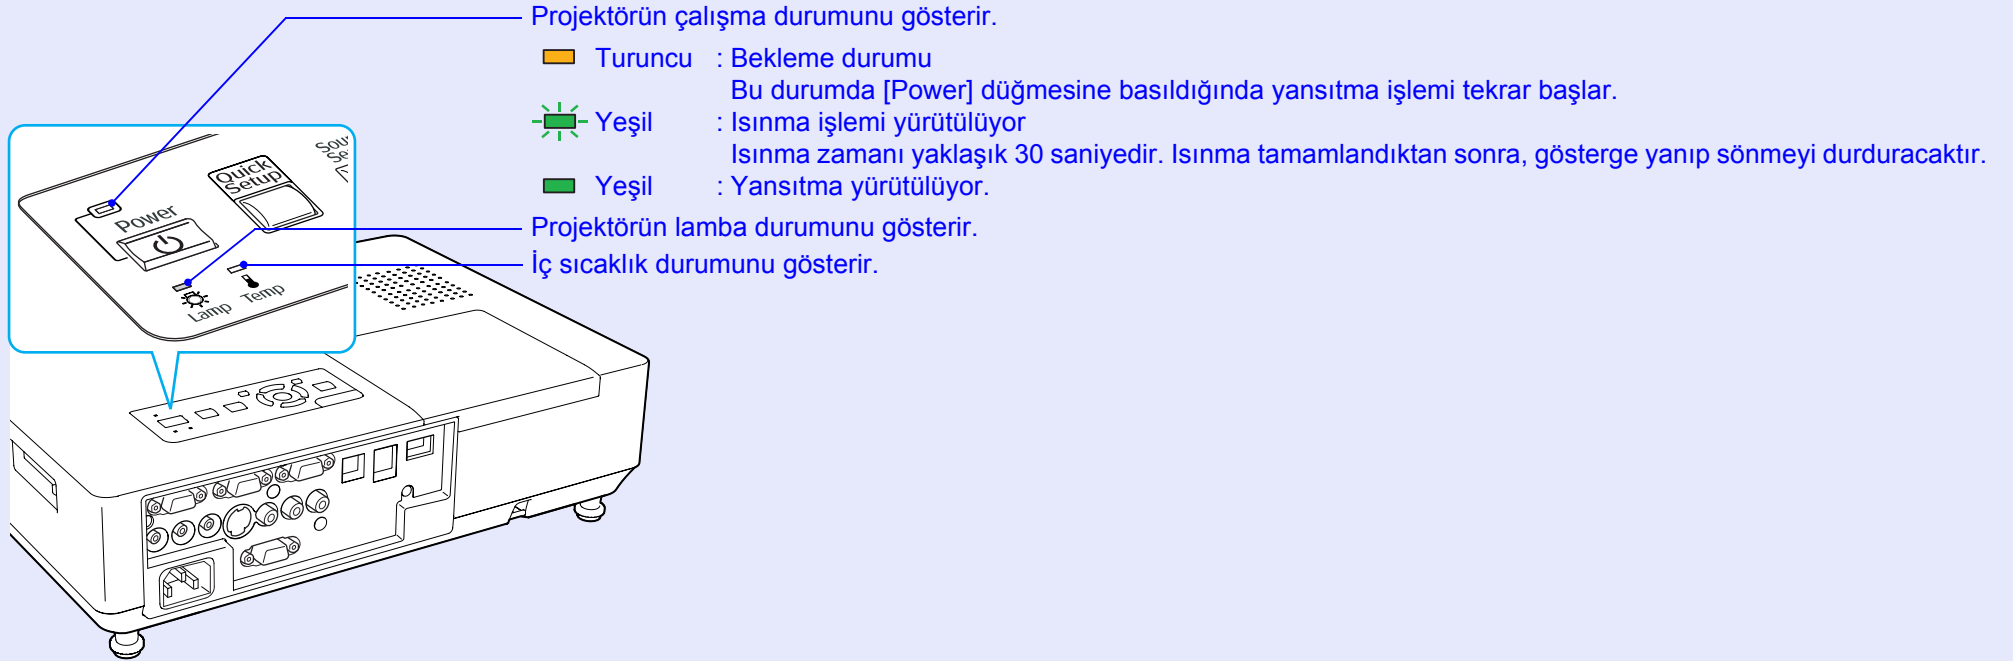 Projektörün çalışma durumunu gösterir.
Turuncu : Bekleme durumu
Bu durumda [Power] düğmesine basıldığında yansıtma işlemi tekrar başlar.
Yeşil : Isınma işlemi yürütülüyor
Isınma zamanı yaklaşık 30 saniyedir. Isınma tamamlandıktan sonra, gösterge yanıp sönmeyi durduracaktır.
Yeşil : Yansıtma yürütülüyor.
Projektörün lamba durumunu gösterir.
İç sıcaklık durumunu gösterir.
Quick
Setup
Power
Lamp
Temp